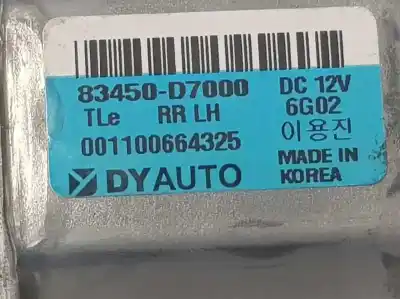 83450-D7000 DC 12V
TLe RR LH 6G02
001100664325 이용진
DYAUTO MADE IN KOREA